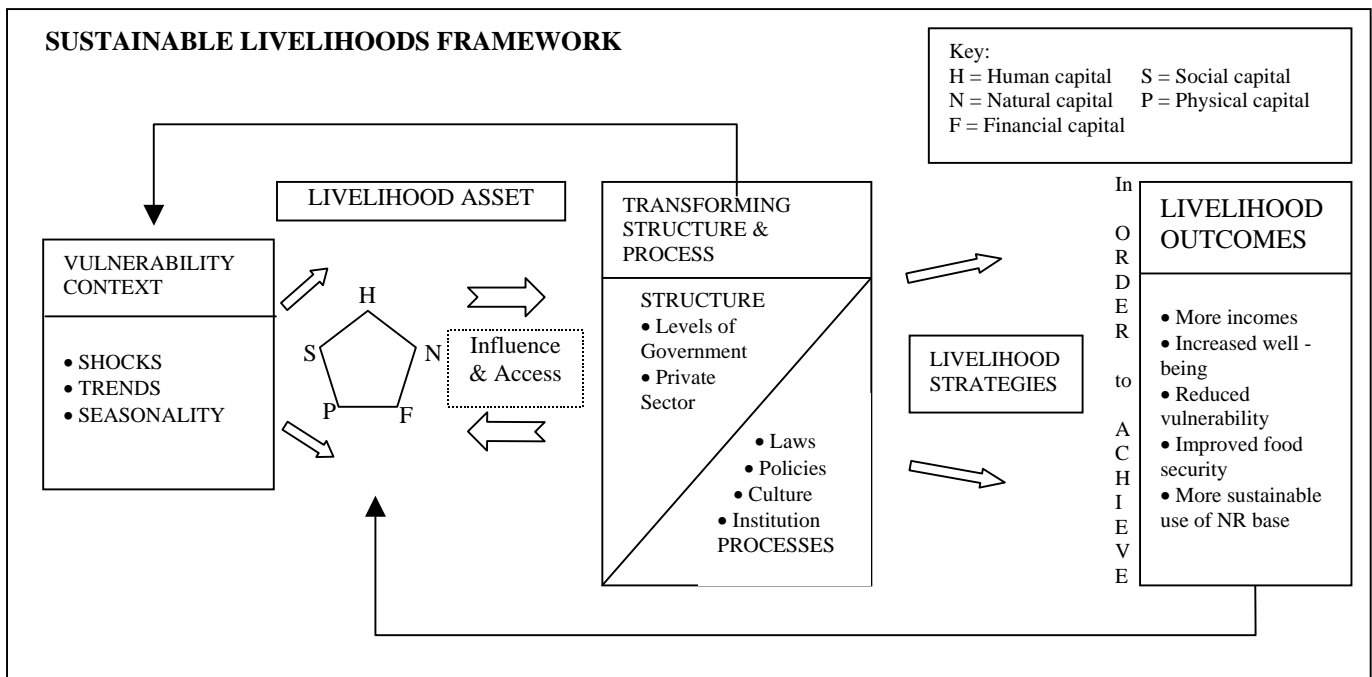 SUSTAINABLE LIVELIHOODS FRAMEWORK
Key:
H = Human capital S = Social capital
N = Natural capital P = Physical capital
F = Financial capital
VULNERABILITY
CONTEXT
• SHOCKS
• TRENDS
• SEASONALITY
LIVELIHOOD ASSET
H
S
N
P
F
Influence
& Access
TRANSFORMING
STRUCTURE &
PROCESS
STRUCTURE
• Levels of
Government
• Private
Sector
• Laws
• Policies
• Culture
• Institution
PROCESSES
LIVELIHOOD
STRATEGIES
In ORDER to ACHIEVE
LIVELIHOOD
OUTCOMES
• More incomes
• Increased well -
being
• Reduced
vulnerability
• Improved food
security
• More sustainable
use of NR base